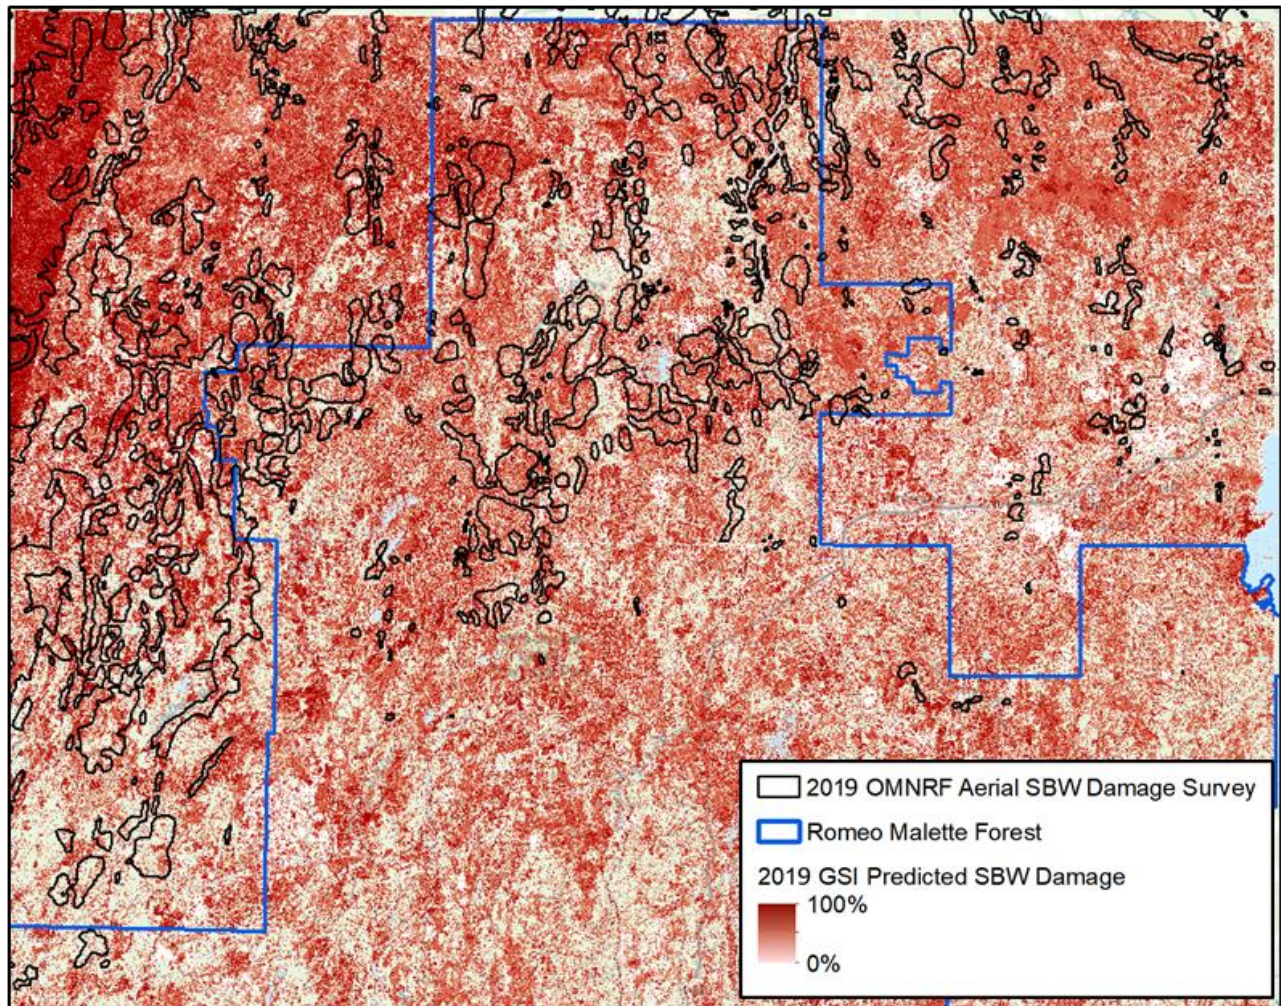 2019 OMNRF Aerial SBW Damage Survey
Romeo Malette Forest
2019 GSI Predicted SBW Damage
100%
0%